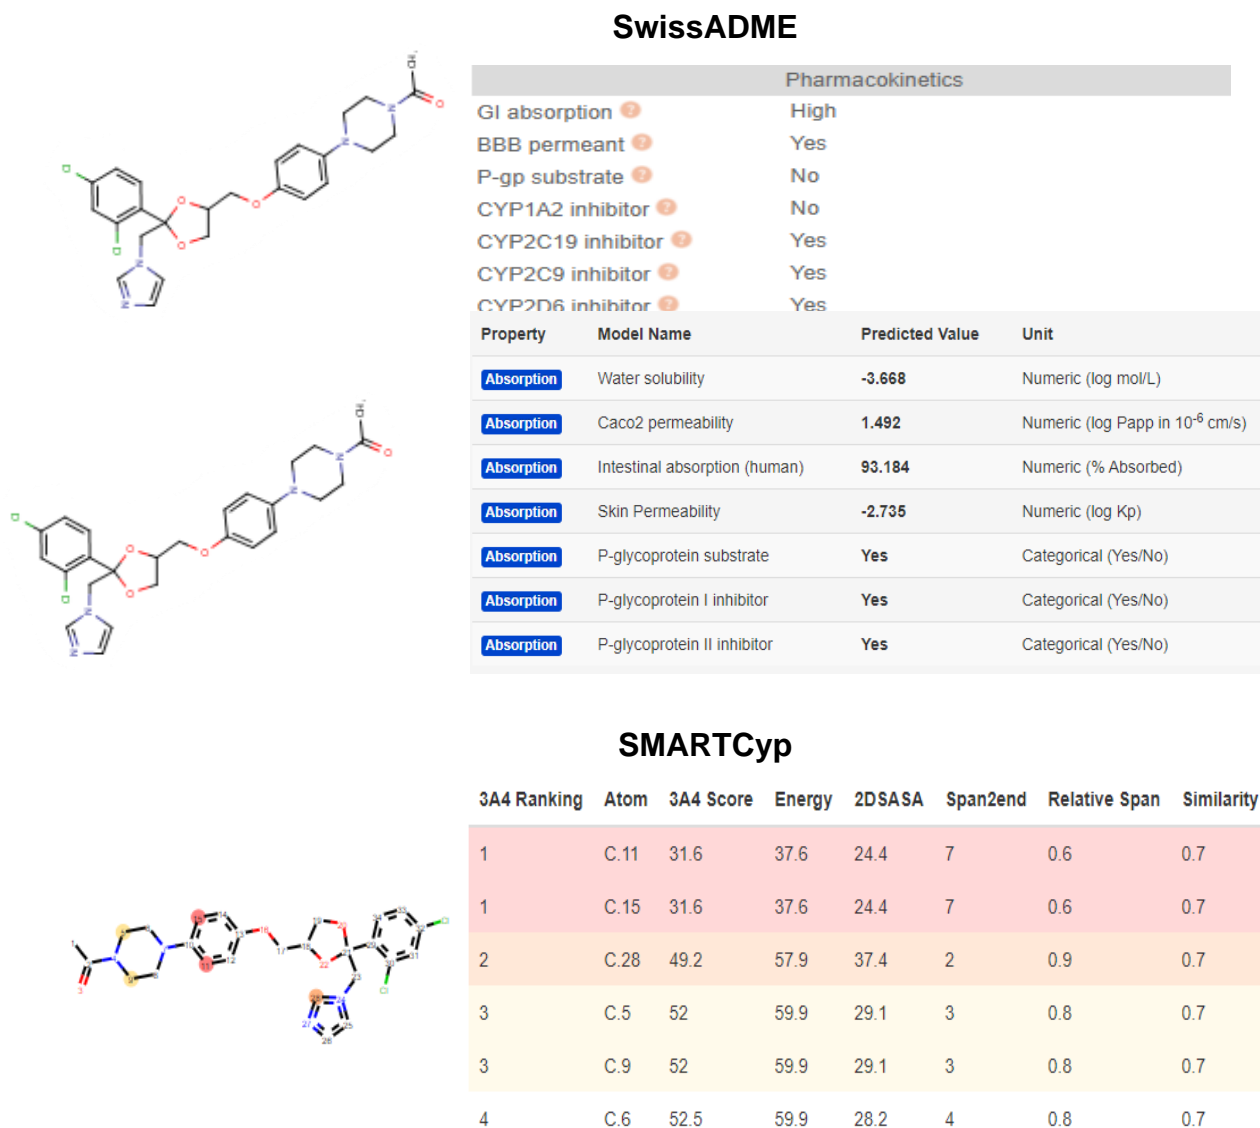 SwissADME
Pharmacokinetics
GI absorption ? High
BBB permeant ? Yes
P-gp substrate ? No
CYP1A2 inhibitor ? No
CYP2C19 inhibitor ? Yes
CYP2C9 inhibitor ? Yes
CYP2D6 inhibitor ? Yes
Property Model Name Predicted Value Unit
Absorption Water solubility -3.668 Numeric (log mol/L)
Absorption Caco2 permeability 1.492 Numeric (log Papp in 10⁻⁶ cm/s)
Absorption Intestinal absorption (human) 93.184 Numeric (% Absorbed)
Absorption Skin Permeability -2.735 Numeric (log Kp)
Absorption P-glycoprotein substrate Yes Categorical (Yes/No)
Absorption P-glycoprotein I inhibitor Yes Categorical (Yes/No)
Absorption P-glycoprotein II inhibitor Yes Categorical (Yes/No)
SMARTCyp
3A4 Ranking Atom 3A4 Score Energy 2DSASA Span2end Relative Span Similarity
1 C.11 31.6 37.6 24.4 7 0.6 0.7
1 C.15 31.6 37.6 24.4 7 0.6 0.7
2 C.28 49.2 57.9 37.4 2 0.9 0.7
3 C.5 52 59.9 29.1 3 0.8 0.7
3 C.9 52 59.9 29.1 3 0.8 0.7
4 C.6 52.5 59.9 28.2 4 0.8 0.7